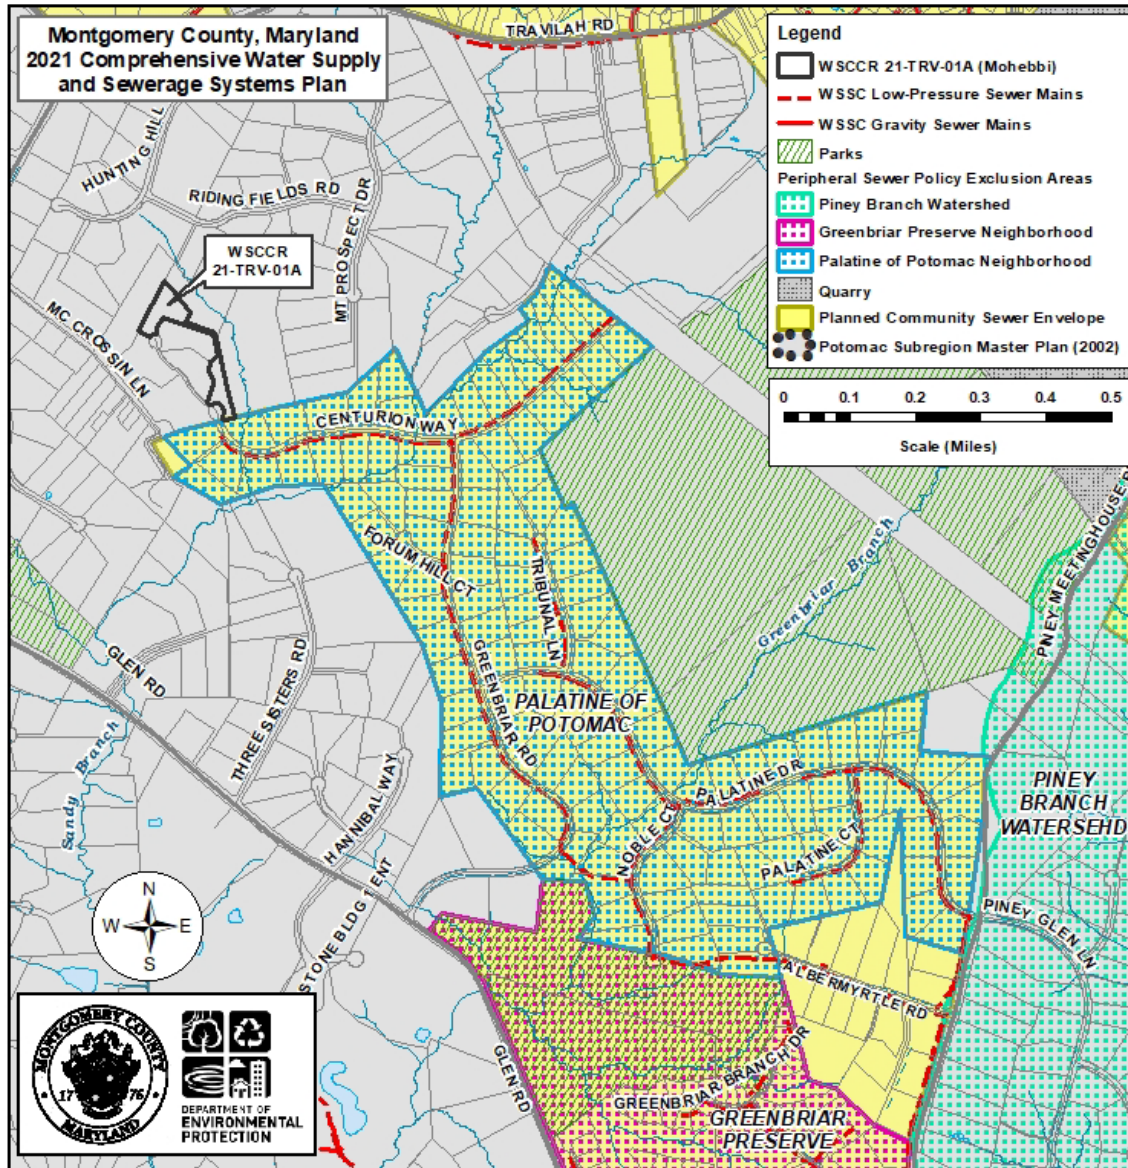 Montgomery County, Maryland
2021 Comprehensive Water Supply
and Sewerage Systems Plan
TRAVILAH RD
Legend
WSCCR 21-TRV-01A (Mohebbi)
WSSC Low-Pressure Sewer Mains
WSSC Gravity Sewer Mains
Parks
Peripheral Sewer Policy Exclusion Areas
Piney Branch Watershed
Greenbriar Preserve Neighborhood
Palatine of Potomac Neighborhood
Quarry
Planned Community Sewer Envelope
Potomac Subregion Master Plan (2002)
0 0.1 0.2 0.3 0.4 0.5
Scale (Miles)
HUNTING HILL
RIDING FIELDS RD
MT PROSPECT DR
WSCCR
21-TRV-01A
MC CROSSIN LN
CENTURION WAY
FORUM HILL CT
TRIBUNAL LN
Greenbriar Branch
PINEY MEETINGHOUSE R
GLEN RD
THREE SISTERS RD
GREENBRIAR RD
PALATINE OF
POTOMAC
Sandy Branch
HANNIBAL WAY
PALATINE DR
NOBLE CT
PALATINE CT
PINEY
BRANCH
WATERSEHD
PINEY GLEN LN
N
W E
S
STONEBLDG ENT
ALBERMYRTLE RD
GLEN RD
GREENBRIAR BRANCH DR
GREENBRIAR
PRESERVE
MONTGOMERY COUNTY
17 76
MARYLAND
DEPARTMENT OF
ENVIRONMENTAL
PROTECTION